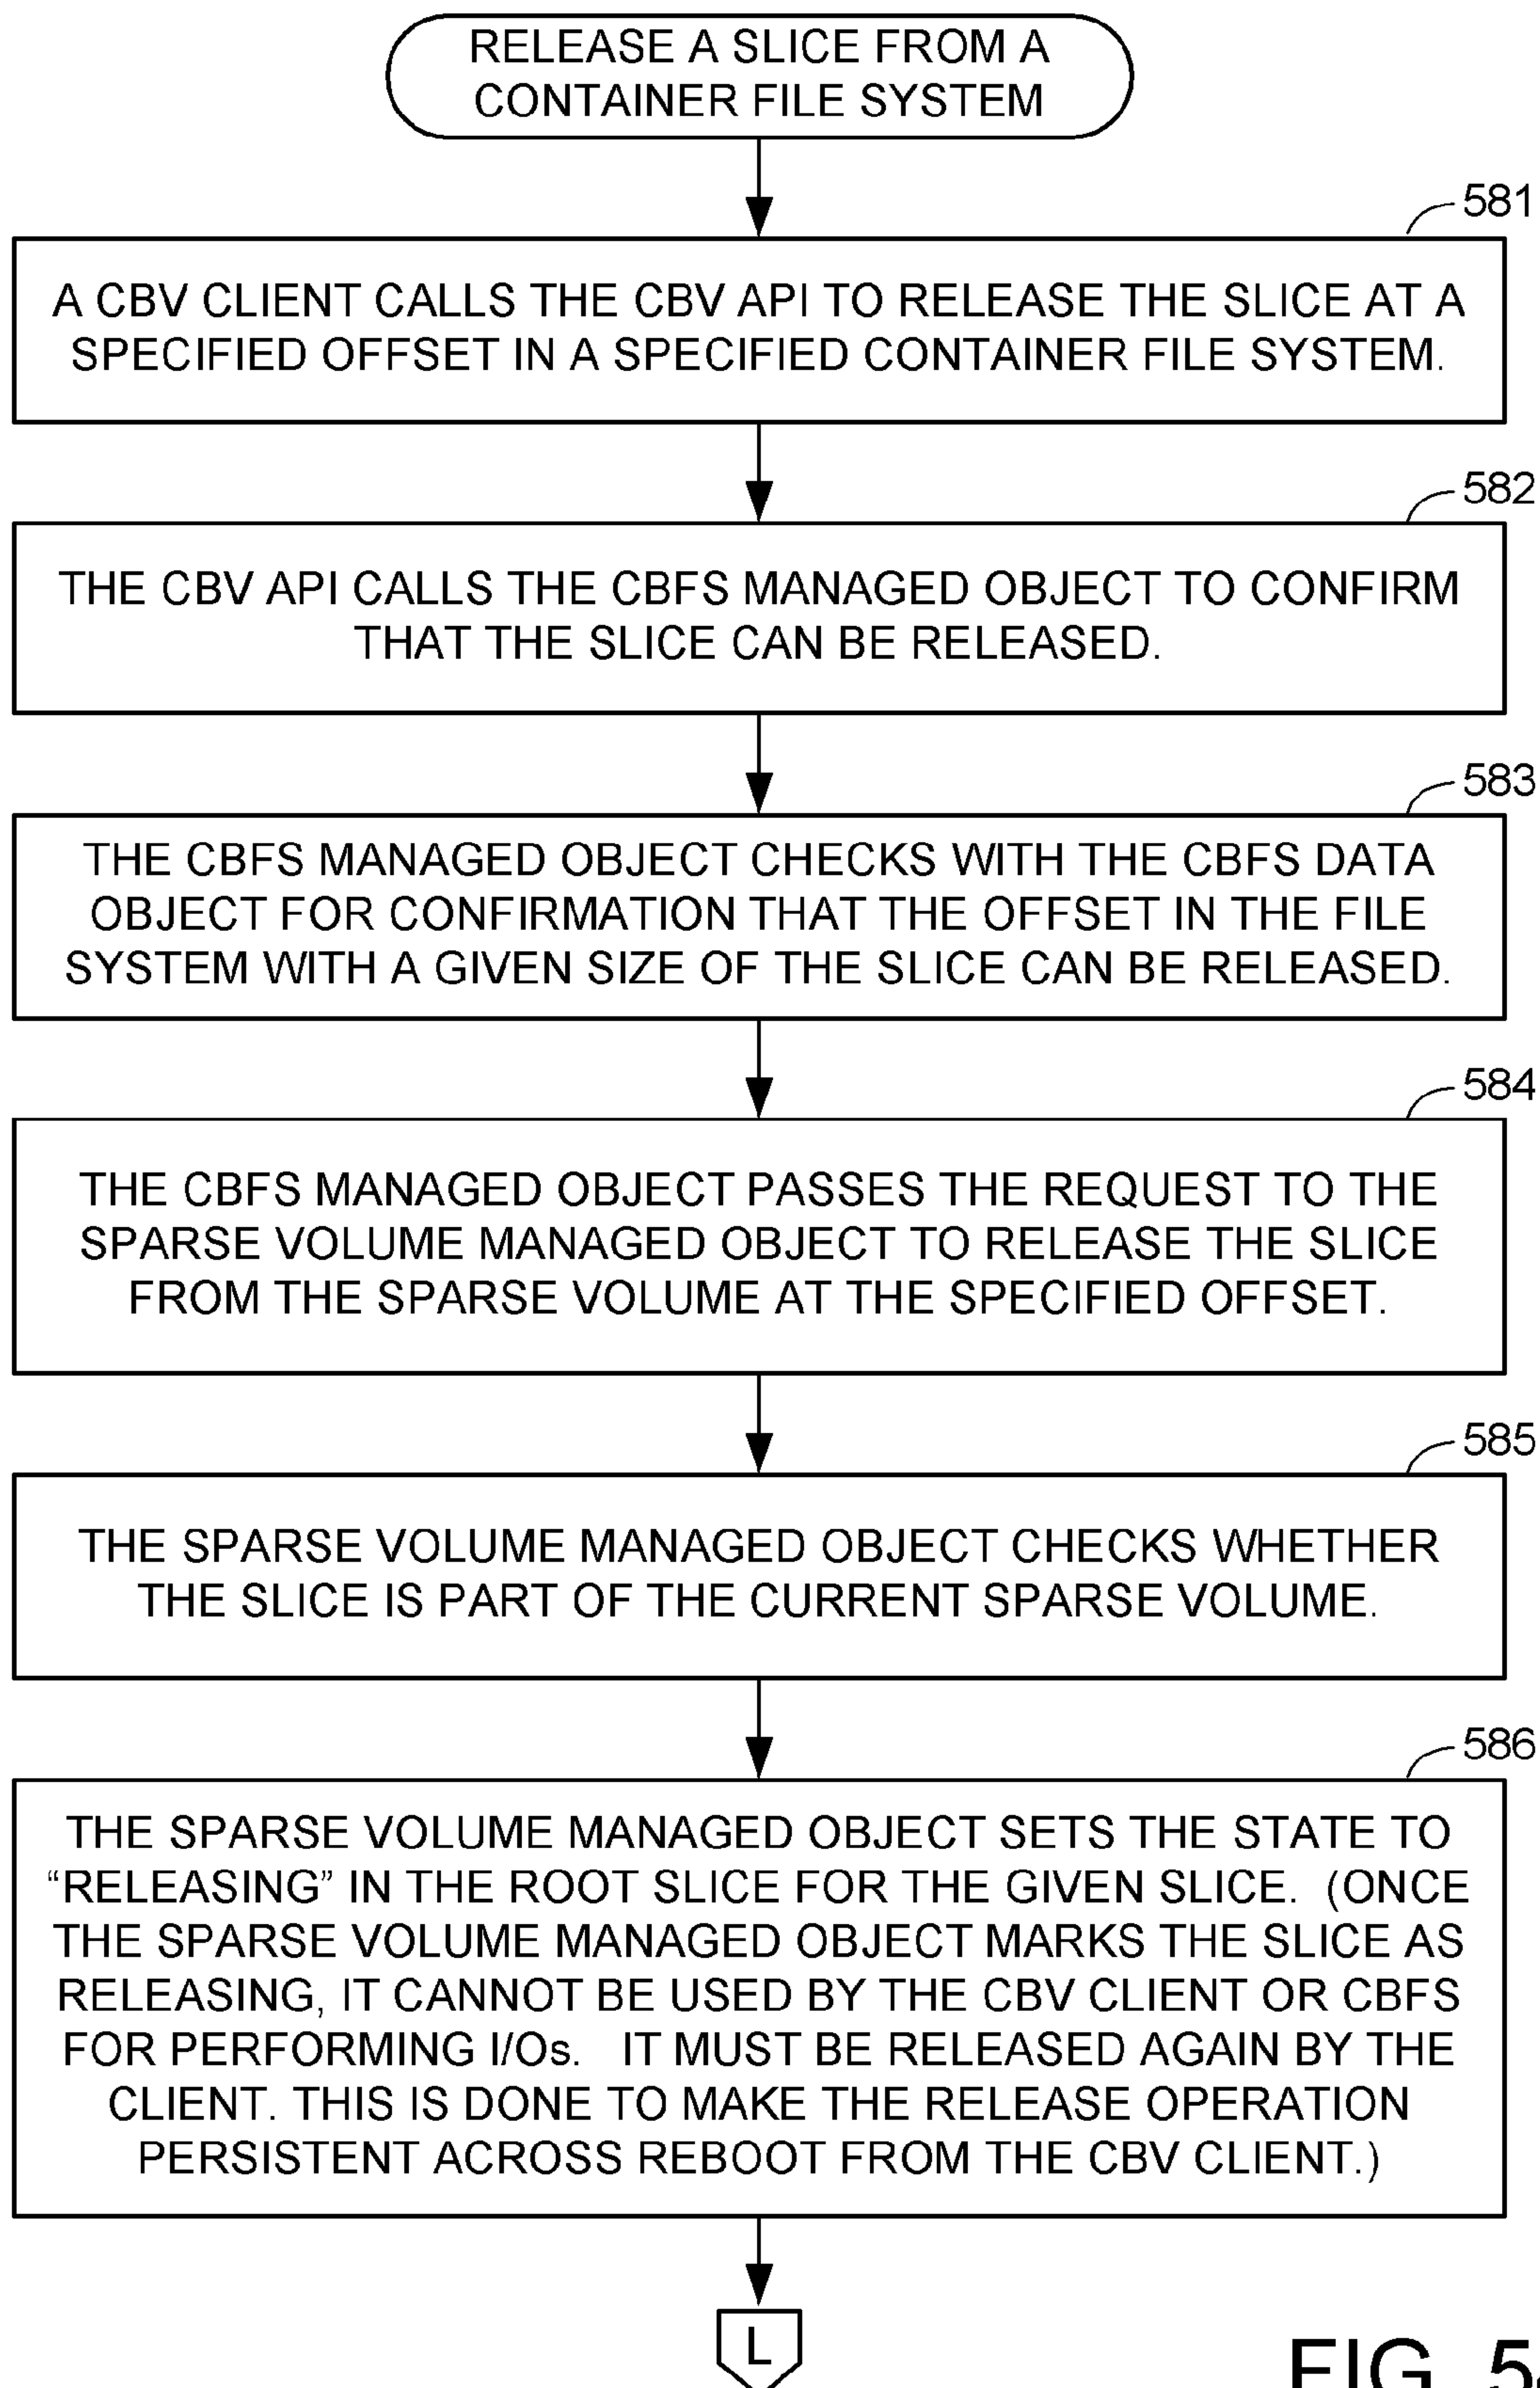 RELEASE A SLICE FROM A
CONTAINER FILE SYSTEM
581
A CBV CLIENT CALLS THE CBV API TO RELEASE THE SLICE AT A
SPECIFIED OFFSET IN A SPECIFIED CONTAINER FILE SYSTEM.
582
THE CBV API CALLS THE CBFS MANAGED OBJECT TO CONFIRM
THAT THE SLICE CAN BE RELEASED.
583
THE CBFS MANAGED OBJECT CHECKS WITH THE CBFS DATA
OBJECT FOR CONFIRMATION THAT THE OFFSET IN THE FILE
SYSTEM WITH A GIVEN SIZE OF THE SLICE CAN BE RELEASED.
584
THE CBFS MANAGED OBJECT PASSES THE REQUEST TO THE
SPARSE VOLUME MANAGED OBJECT TO RELEASE THE SLICE
FROM THE SPARSE VOLUME AT THE SPECIFIED OFFSET.
585
THE SPARSE VOLUME MANAGED OBJECT CHECKS WHETHER
THE SLICE IS PART OF THE CURRENT SPARSE VOLUME.
586
THE SPARSE VOLUME MANAGED OBJECT SETS THE STATE TO
“RELEASING” IN THE ROOT SLICE FOR THE GIVEN SLICE. (ONCE
THE SPARSE VOLUME MANAGED OBJECT MARKS THE SLICE AS
RELEASING, IT CANNOT BE USED BY THE CBV CLIENT OR CBFS
FOR PERFORMING I/Os. IT MUST BE RELEASED AGAIN BY THE
CLIENT. THIS IS DONE TO MAKE THE RELEASE OPERATION
PERSISTENT ACROSS REBOOT FROM THE CBV CLIENT.)
L
FIG.